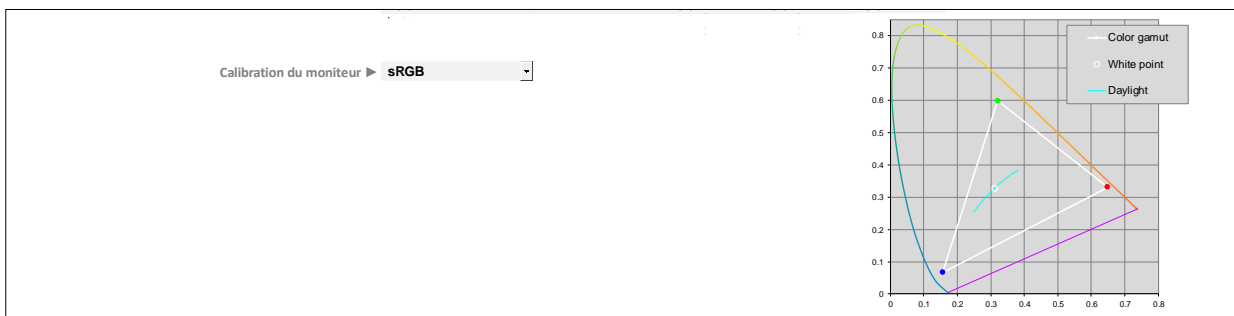 Calibration du moniteur ► sRGB
Color gamut
White point
Daylight
0.8
0.7
0.6
0.5
0.4
0.3
0.2
0.1
0
0 0.1 0.2 0.3 0.4 0.5 0.6 0.7 0.8